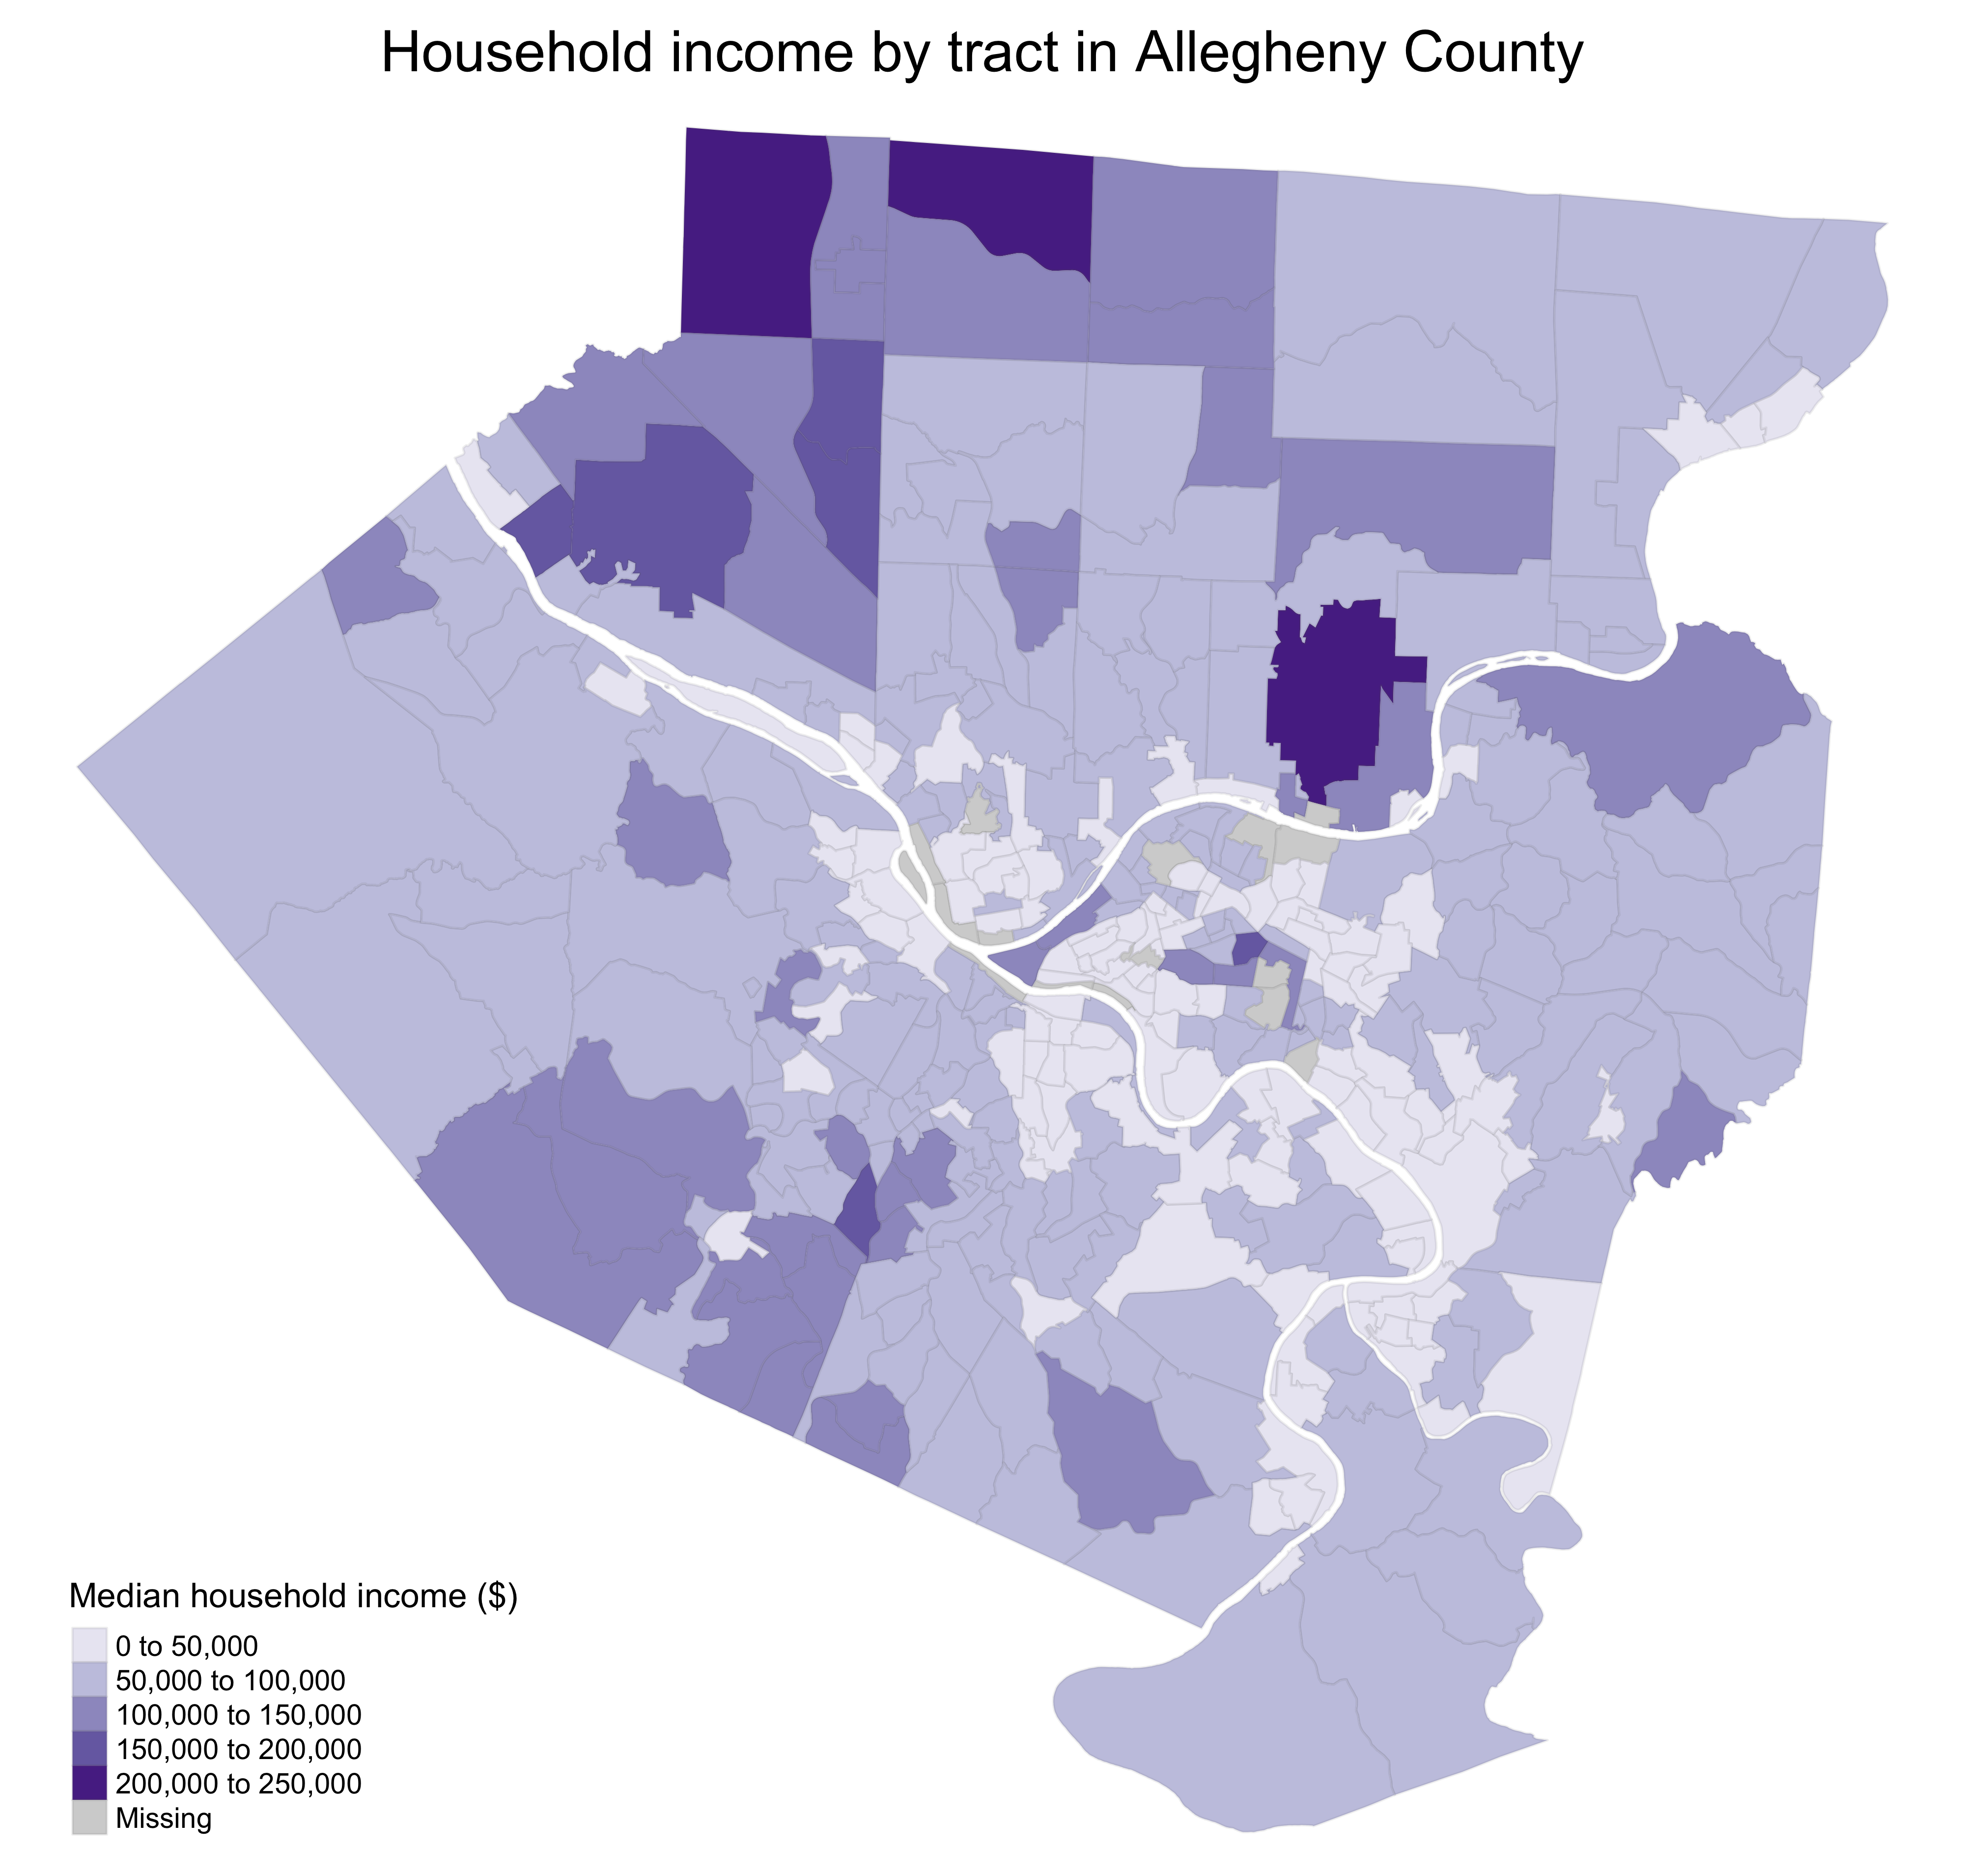 Household income by tract in Allegheny County
Median household income ($)
0 to 50,000
50,000 to 100,000
100,000 to 150,000
150,000 to 200,000
200,000 to 250,000
Missing